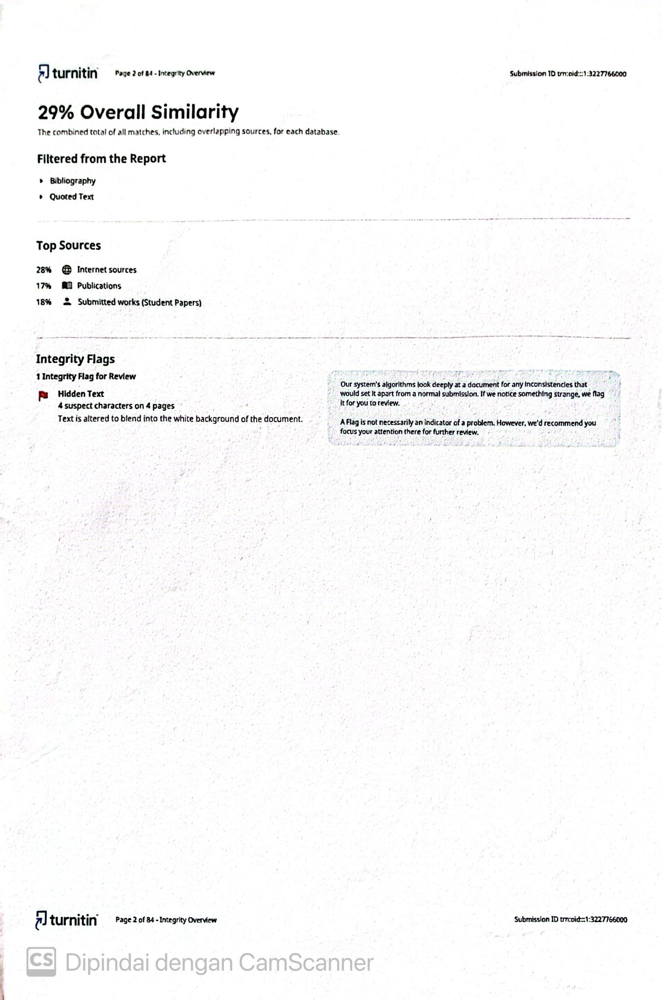 turnitin Page 2 of 84 - Integrity Overview Submission ID trn:oid:::1:3227766000
29% Overall Similarity
The combined total of all matches, including overlapping sources, for each database.
Filtered from the Report
Bibliography
Quoted Text
Top Sources
28% Internet sources
17% Publications
18% Submitted works (Student Papers)
Integrity Flags
1 Integrity Flag for Review
Hidden Text
4 suspect characters on 4 pages
Text is altered to blend into the white background of the document.
Our system's algorithms look deeply at a document for any inconsistencies that
would set it apart from a normal submission. If we notice something strange, we flag
it for you to review.
A Flag is not necessarily an indicator of a problem. However, we'd recommend you
focus your attention there for further review.
turnitin Page 2 of 84 - Integrity Overview Submission ID trn:oid:::1:3227766000
CS Dipindai dengan CamScanner